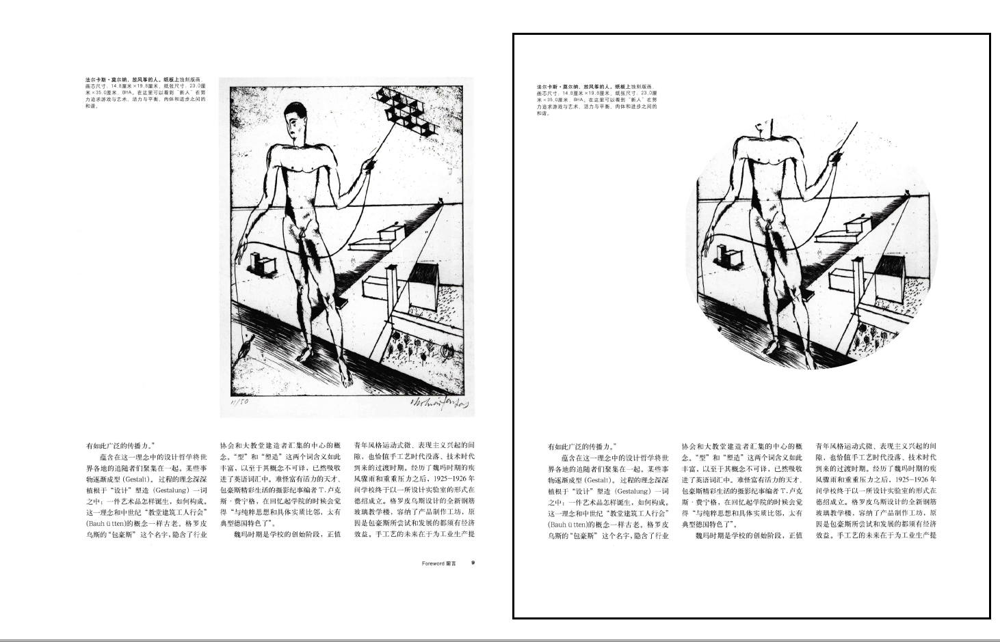 法尔卡斯·莫尔纳，放风筝的人。纸板上蚀刻版画，
画芯尺寸：14.8厘米×19.8厘米，纸张尺寸：23.0厘
米×35.0厘米，BHA。在这里可以看到“新人”在努
力追求游戏与艺术、活力与平衡、肉体和进步之间的
和谐。
11/50
有如此广泛的传播力。”
蕴含在这一理念中的设计哲学将世
界各地的追随者们聚集在一起。某些事
物逐渐成型 (Gestalt)。 过程的理念深深
植根于“设计”塑造（Gestalung）一词
之中：一件艺术品怎样诞生，如何构成。
这一理念和中世纪“教堂建筑工人行会”
(Bauh ü tten)的概念一样古老。格罗皮
乌斯的“包豪斯” 这个名字，隐含了行业
协会和大教堂建造者汇集的中心的概
念。“型”和“塑造”这两个词含义如此
丰富，以至于其概念不可译，已然吸收
进了英语词汇中。难怪富有活力的天才、
包豪斯精彩生活的摄影纪事编者 T. 卢克
斯·费宁格，在回忆起学院的时候会觉
得“与纯粹思想和具体实质比邻，太有
典型德国特色了”。
魏玛时期是学校的创始阶段，正值
青年风格运动式微、表现主义兴起的间
隙，也恰值手工艺时代没落、技术时代
到来的过渡时期。经历了魏玛时期的疾
风骤雨和重重压力之后，1925–1926 年
间学校终于以一所设计实验室的形式在
德绍成立。格罗皮乌斯设计的全新钢筋
玻璃教学楼，容纳了产品制作工坊，原
因是包豪斯所尝试和发展的都须有经济
效益。手工艺的未来在于为工业生产提
Foreword 前言 9
法尔卡斯·莫尔纳，放风筝的人。纸板上蚀刻版画，
画芯尺寸：14.8厘米×19.8厘米，纸张尺寸：23.0厘
米×35.0厘米，BHA。在这里可以看到“新人”在努
力追求游戏与艺术、活力与平衡、肉体和进步之间的
和谐。
有如此广泛的传播力。”
蕴含在这一理念中的设计哲学将世
界各地的追随者们聚集在一起。某些事
物逐渐成型 (Gestalt)。 过程的理念深深
植根于“设计”塑造（Gestalung）一词
之中：一件艺术品怎样诞生，如何构成。
这一理念和中世纪“教堂建筑工人行会”
(Bauh ü tten)的概念一样古老。格罗皮
乌斯的“包豪斯” 这个名字，隐含了行业
协会和大教堂建造者汇集的中心的概
念。“型”和“塑造”这两个词含义如此
丰富，以至于其概念不可译，已然吸收
进了英语词汇中。难怪富有活力的天才、
包豪斯精彩生活的摄影纪事编者 T. 卢克
斯·费宁格，在回忆起学院的时候会觉
得“与纯粹思想和具体实质比邻，太有
典型德国特色了”。
魏玛时期是学校的创始阶段，正值
青年风格运动式微、表现主义兴起的间
隙，也恰值手工艺时代没落、技术时代
到来的过渡时期。经历了魏玛时期的疾
风骤雨和重重压力之后，1925–1926 年
间学校终于以一所设计实验室的形式在
德绍成立。格罗皮乌斯设计的全新钢筋
玻璃教学楼，容纳了产品制作工坊，原
因是包豪斯所尝试和发展的都须有经济
效益。手工艺的未来在于为工业生产提